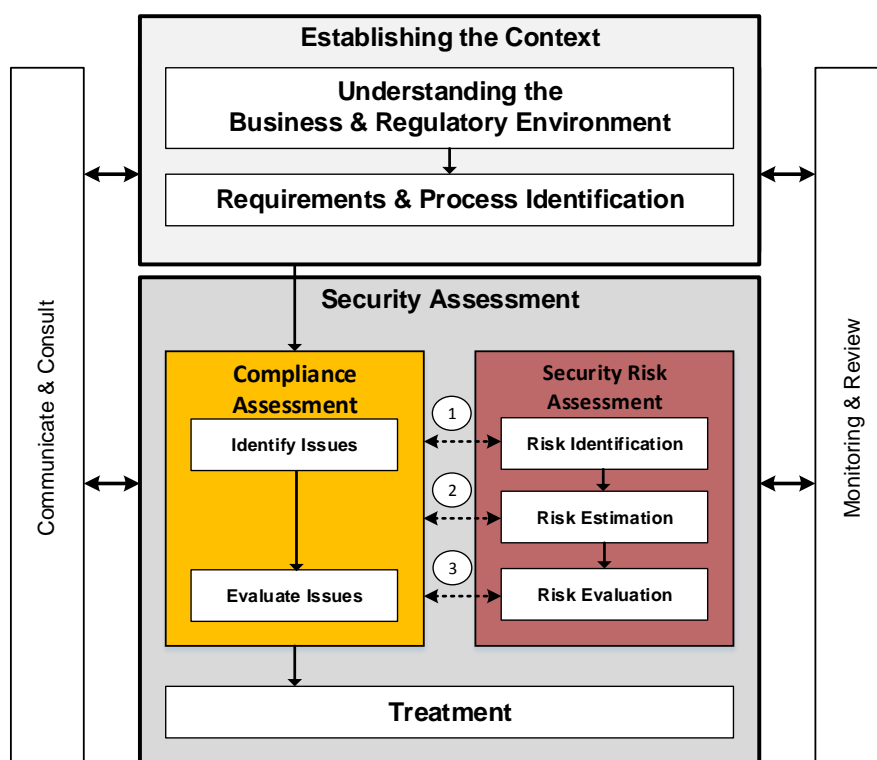 Establishing the Context
Understanding the
Business & Regulatory Environment
Requirements & Process Identification
Communicate & Consult
Monitoring & Review
Security Assessment
Compliance
Assessment
Security Risk
Assessment
1
Identify Issues
Risk Identification
2
Risk Estimation
3
Evaluate Issues
Risk Evaluation
Treatment